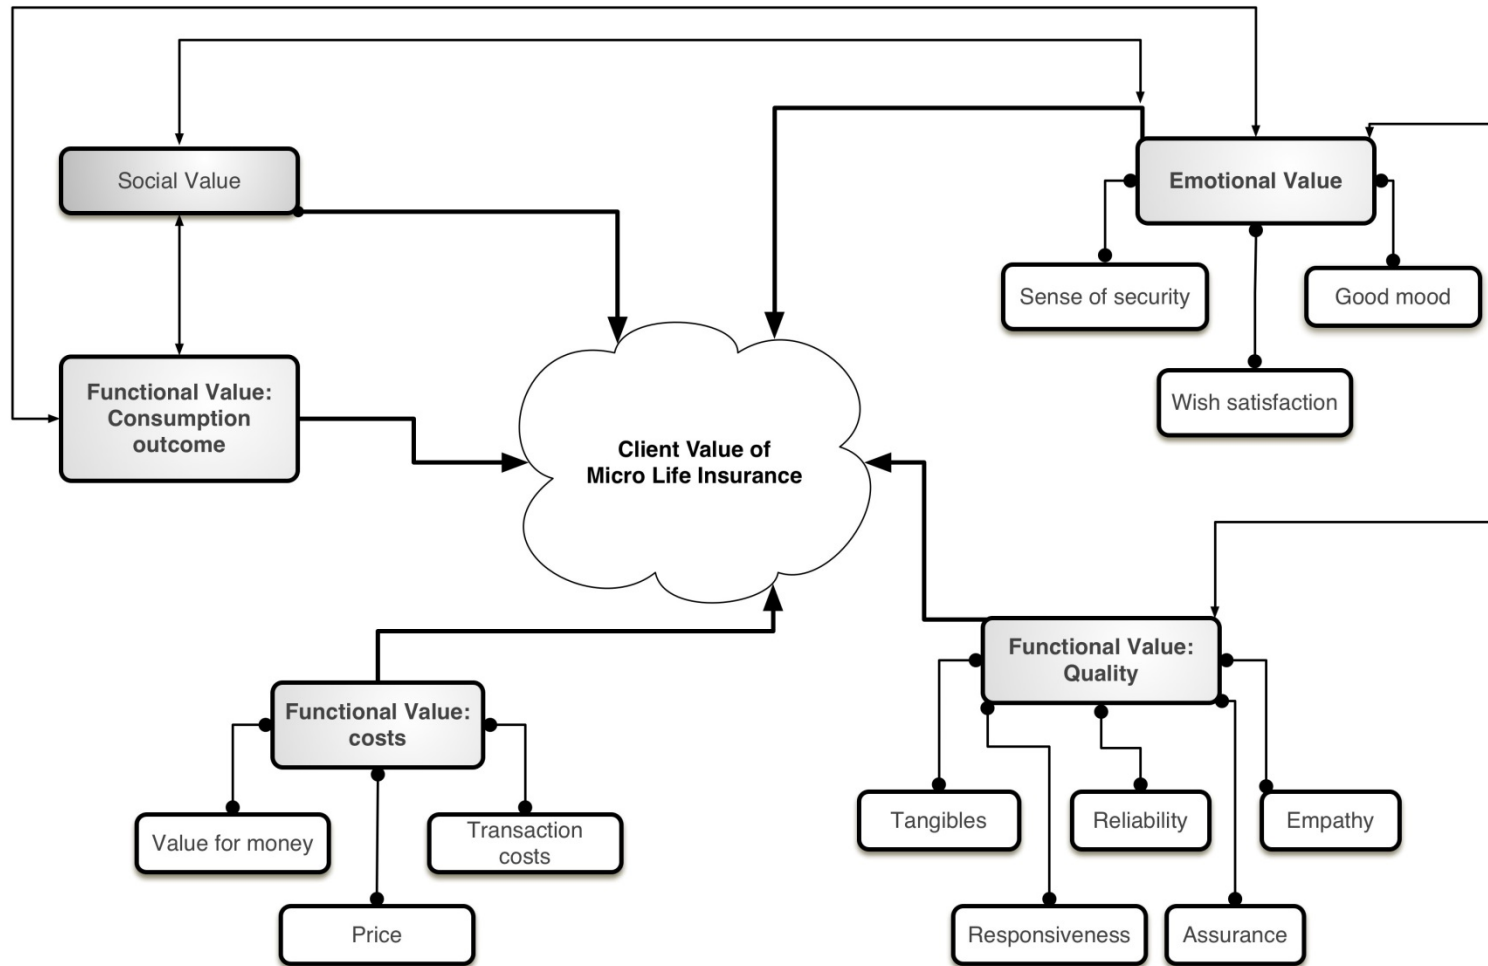 Social Value
Emotional Value
Sense of security
Good mood
Wish satisfaction
Functional Value:
Consumption
outcome
Client Value of
Micro Life Insurance
Functional Value:
Quality
Functional Value:
costs
Tangibles
Reliability
Empathy
Value for money
Transaction
costs
Price
Responsiveness
Assurance